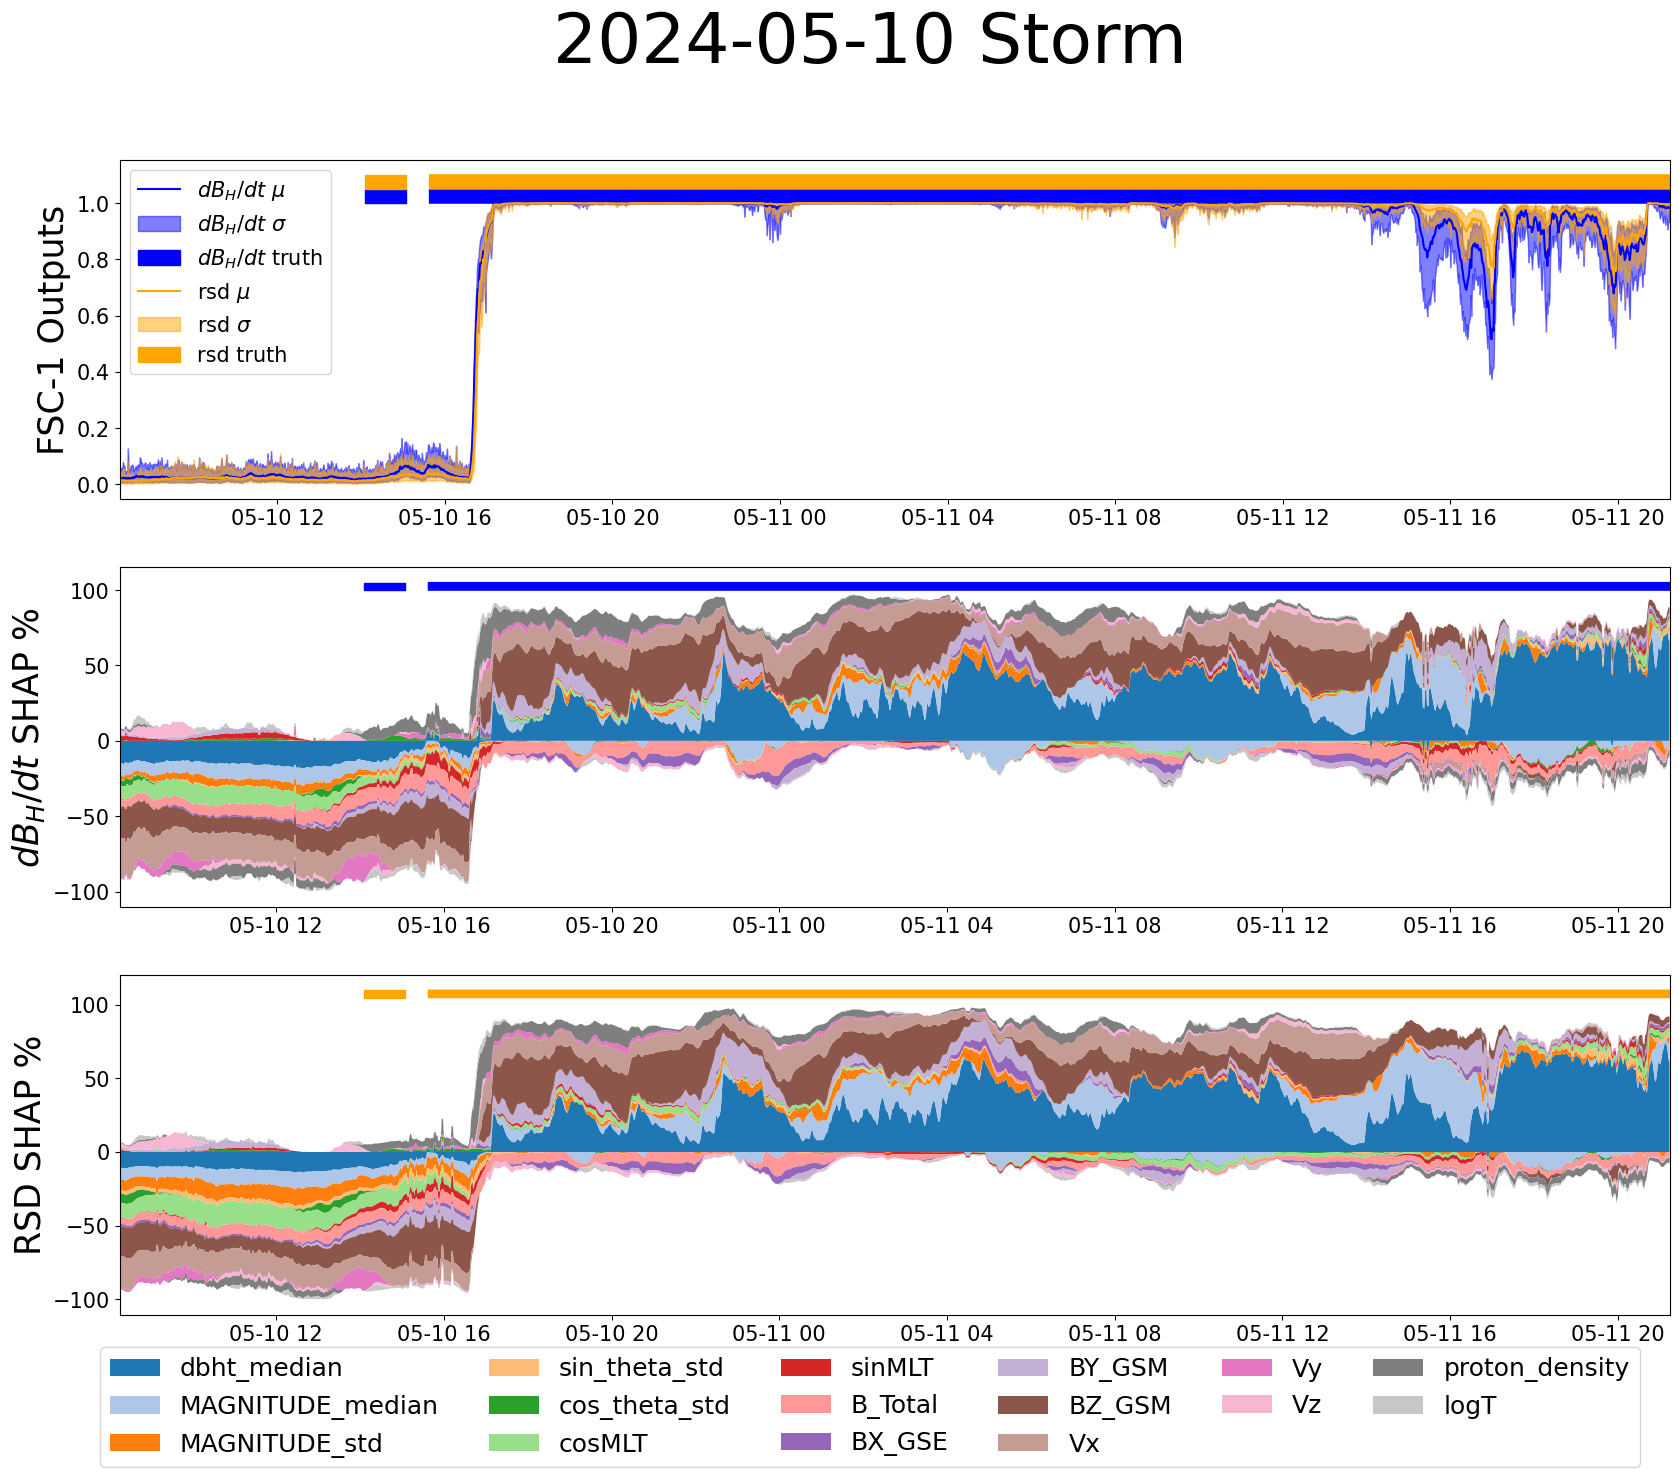 2024-05-10 Storm
FSC-1 Outputs
1.0
0.8
0.6
0.4
0.2
0.0
dB_H/dt μ
dB_H/dt σ
dB_H/dt truth
rsd μ
rsd σ
rsd truth
05-10 12 05-10 16 05-10 20 05-11 00 05-11 04 05-11 08 05-11 12 05-11 16 05-11 20
dB_H/dt SHAP %
100
50
0
−50
−100
05-10 12 05-10 16 05-10 20 05-11 00 05-11 04 05-11 08 05-11 12 05-11 16 05-11 20
RSD SHAP %
100
50
0
−50
−100
05-10 12 05-10 16 05-10 20 05-11 00 05-11 04 05-11 08 05-11 12 05-11 16 05-11 20
dbht_median sin_theta_std sinMLT BY_GSM Vy proton_density
MAGNITUDE_median cos_theta_std B_Total BZ_GSM Vz logT
MAGNITUDE_std cosMLT BX_GSE Vx